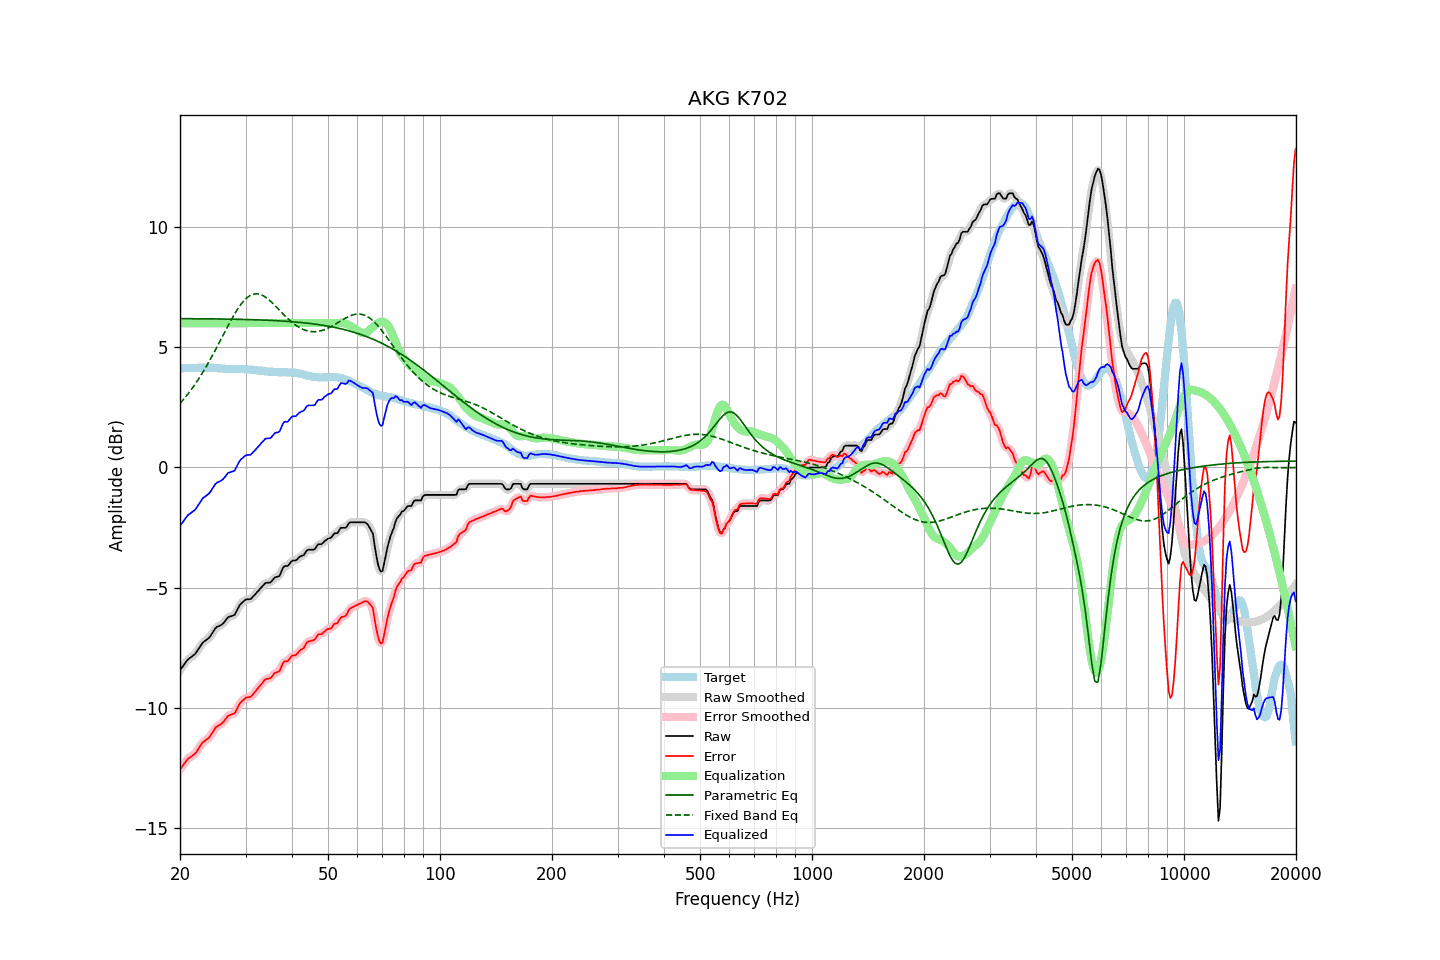 AKG K702
Amplitude (dBr)
10
5
0
−5
−10
−15
20
50
100
200
500
1000
2000
5000
10000
20000
Frequency (Hz)
Target
Raw Smoothed
Error Smoothed
Raw
Error
Equalization
Parametric Eq
Fixed Band Eq
Equalized